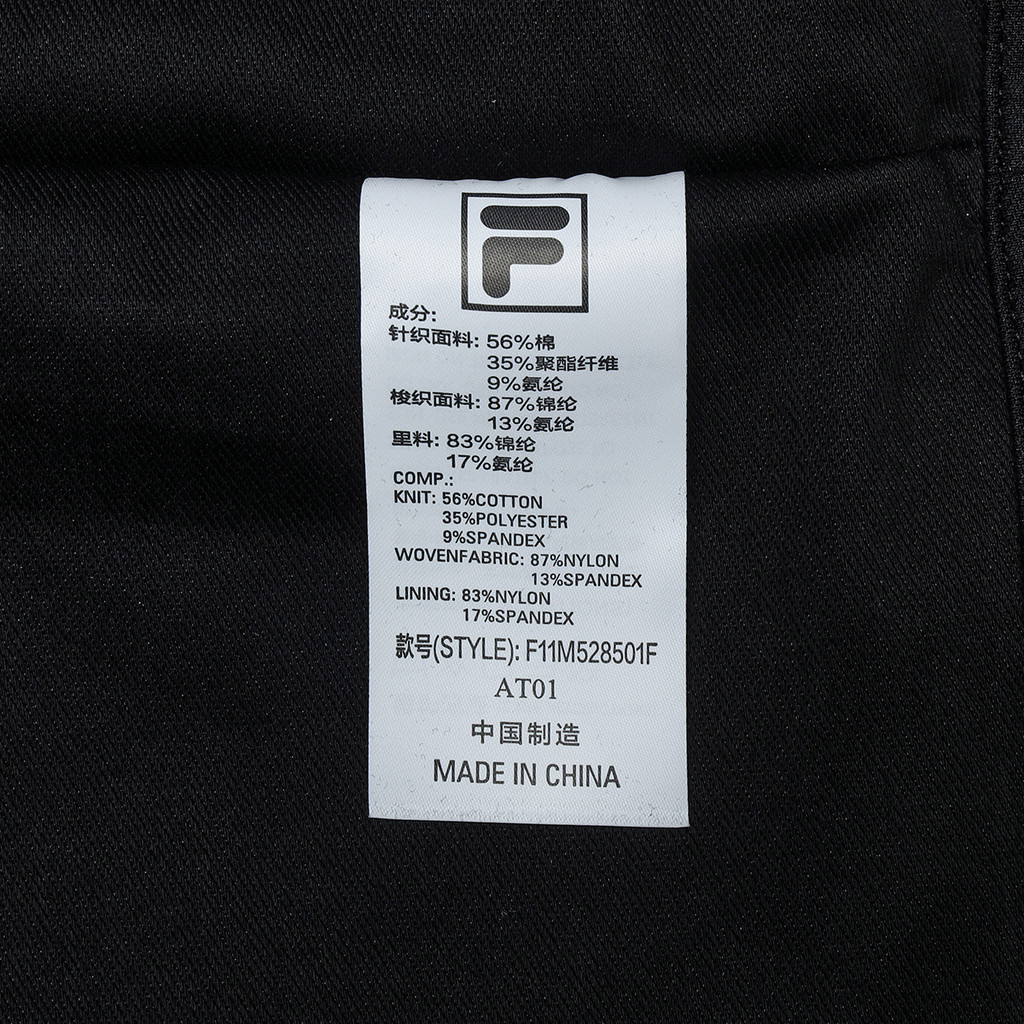 F
成分:
针织面料: 56%棉
35%聚酯纤维
9%氨纶
梭织面料: 87%锦纶
13%氨纶
里料: 83%锦纶
17%氨纶
COMP.:
KNIT: 56%COTTON
35%POLYESTER
9%SPANDEX
WOVENFABRIC: 87%NYLON
13%SPANDEX
LINING: 83%NYLON
17%SPANDEX
款号(STYLE): F11M528501F
AT01
中国制造
MADE IN CHINA